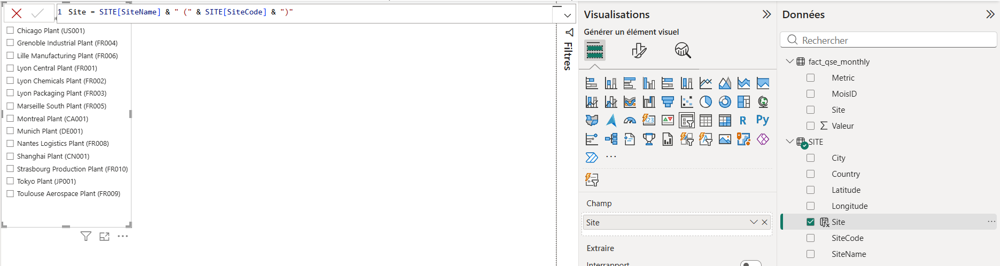 1 Site = SITE[SiteName] & " (" & SITE[SiteCode] & ")"
Chicago Plant (US001)
Grenoble Industrial Plant (FR004)
Lille Manufacturing Plant (FR006)
Lyon Central Plant (FR001)
Lyon Chemicals Plant (FR002)
Lyon Packaging Plant (FR003)
Marseille South Plant (FR005)
Montreal Plant (CA001)
Munich Plant (DE001)
Nantes Logistics Plant (FR008)
Shanghai Plant (CN001)
Strasbourg Production Plant (FR010)
Tokyo Plant (JP001)
Toulouse Aerospace Plant (FR009)
Filtres
Visualisations
Générer un élément visuel
123
R
Py
Champ
Site
Extraire
Interrapport
Données
Rechercher
fact_qse_monthly
Metric
MoisID
Site
Valeur
SITE
City
Country
Latitude
Longitude
Site
SiteCode
SiteName